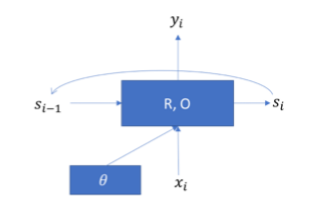 y_i
s_{i-1} R, O s_i
θ x_i